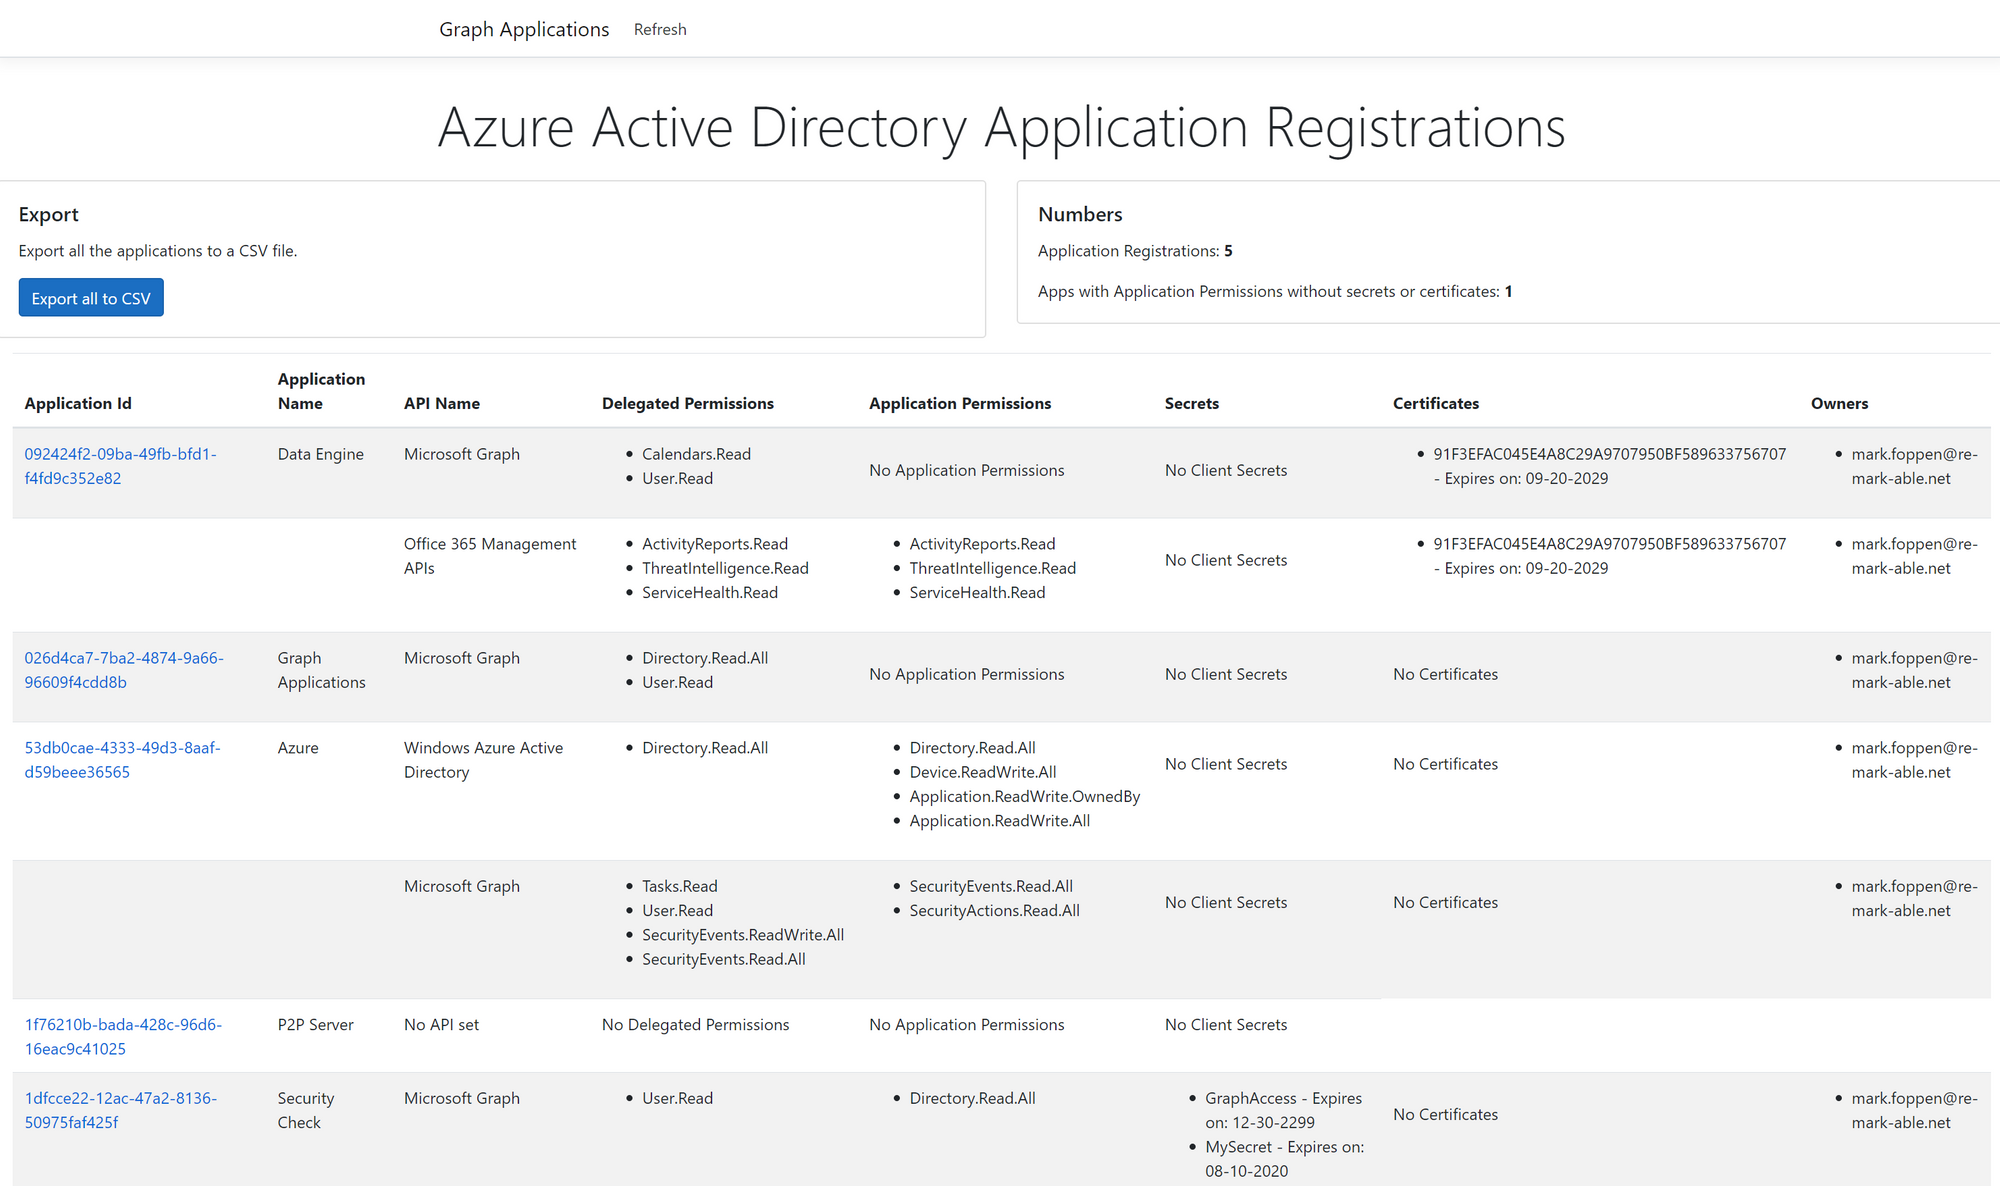 Graph Applications Refresh
Azure Active Directory Application Registrations
Export
Export all the applications to a CSV file.
Export all to CSV
Numbers
Application Registrations: 5
Apps with Application Permissions without secrets or certificates: 1
Application Id
Application
Name
API Name
Delegated Permissions
Application Permissions
Secrets
Certificates
Owners
092424f2-09ba-49fb-bfd1-
f4fd9c352e82
Data Engine
Microsoft Graph
Calendars.Read
User.Read
No Application Permissions
No Client Secrets
91F3EFAC045E4A8C29A9707950BF589633756707
- Expires on: 09-20-2029
mark.foppen@re-
mark-able.net
Office 365 Management
APIs
ActivityReports.Read
ThreatIntelligence.Read
ServiceHealth.Read
ActivityReports.Read
ThreatIntelligence.Read
ServiceHealth.Read
No Client Secrets
91F3EFAC045E4A8C29A9707950BF589633756707
- Expires on: 09-20-2029
mark.foppen@re-
mark-able.net
026d4ca7-7ba2-4874-9a66-
96609f4cdd8b
Graph
Applications
Microsoft Graph
Directory.Read.All
User.Read
No Application Permissions
No Client Secrets
No Certificates
mark.foppen@re-
mark-able.net
53db0cae-4333-49d3-8aaf-
d59beee36565
Azure
Windows Azure Active
Directory
Directory.Read.All
Directory.Read.All
Device.ReadWrite.All
Application.ReadWrite.OwnedBy
Application.ReadWrite.All
No Client Secrets
No Certificates
mark.foppen@re-
mark-able.net
Microsoft Graph
Tasks.Read
User.Read
SecurityEvents.ReadWrite.All
SecurityEvents.Read.All
SecurityEvents.Read.All
SecurityActions.Read.All
No Client Secrets
No Certificates
mark.foppen@re-
mark-able.net
1f76210b-bada-428c-96d6-
16eac9c41025
P2P Server
No API set
No Delegated Permissions
No Application Permissions
No Client Secrets
1dfcce22-12ac-47a2-8136-
50975faf425f
Security
Check
Microsoft Graph
User.Read
Directory.Read.All
GraphAccess - Expires
on: 12-30-2299
MySecret - Expires on:
08-10-2020
No Certificates
mark.foppen@re-
mark-able.net